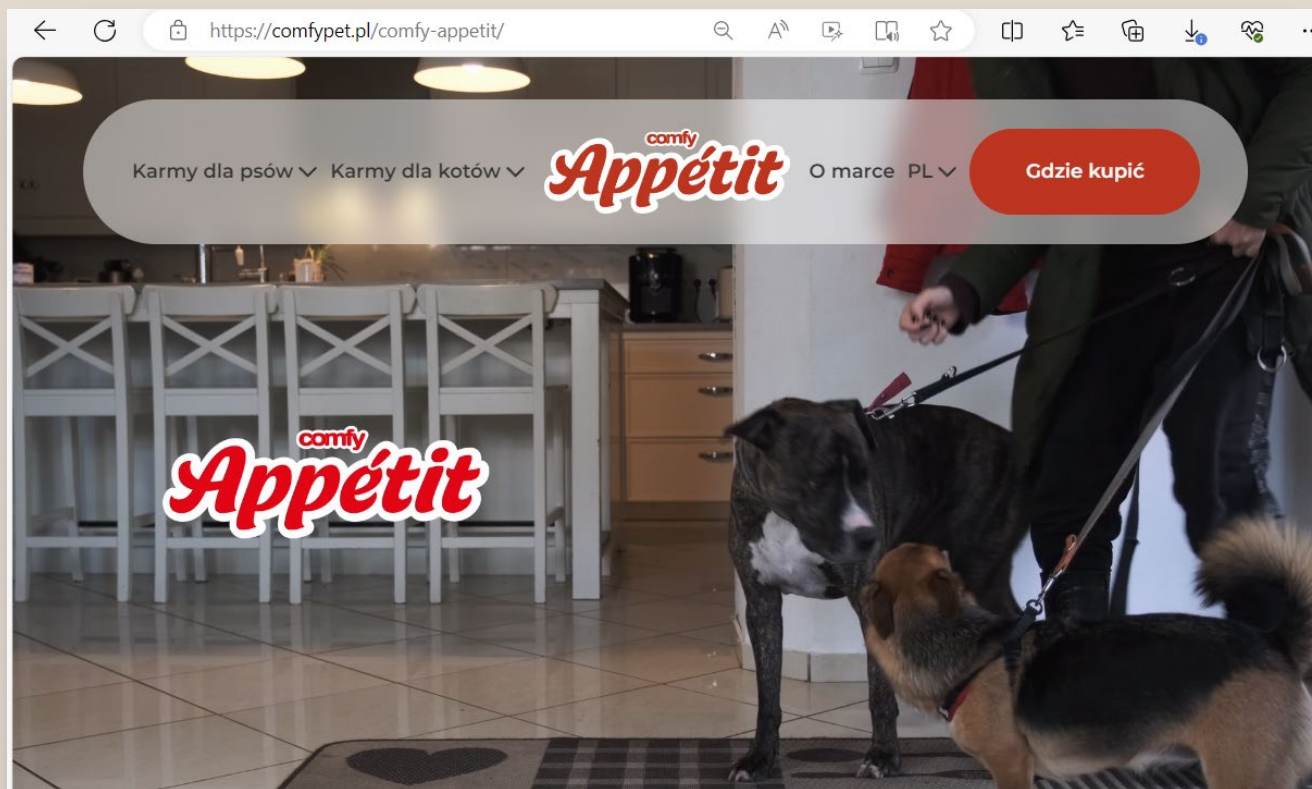 https://comfypet.pl/comfy-appetit/
comfy
Karmy dla psów Karmy dla kotów Appétit O marce PL Gdzie kupić
comfy
Appétit